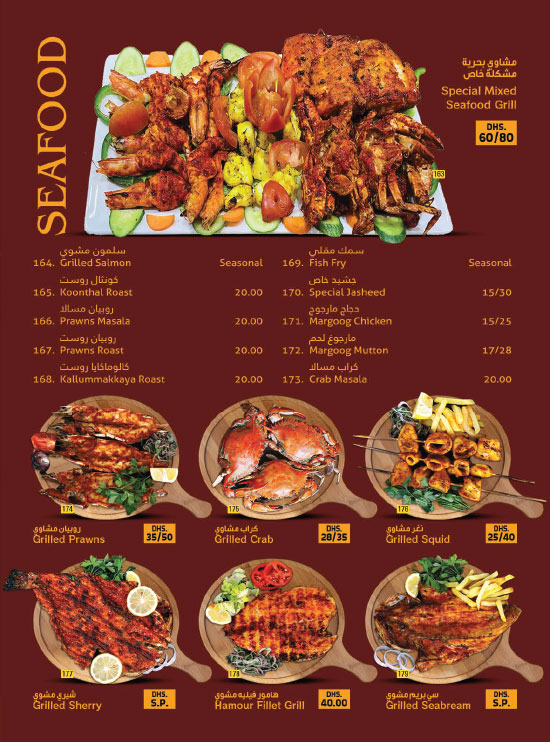 SEAFOOD
مشاوي بحرية
مشكلة خاص
Special Mixed
Seafood Grill
DHS.
60/80
163
سلمون مشوي
164. Grilled Salmon Seasonal
كونثال روست
165. Koonthal Roast 20.00
روبيان مسالا
166. Prawns Masala 20.00
روبيان روست
167. Prawns Roast 20.00
كالوماكايا روست
168. Kallummakkaya Roast 20.00
سمك مقلي
169. Fish Fry Seasonal
جشيد خاص
170. Special Jasheed 15/30
دجاج مارجوج
171. Margoog Chicken 15/25
مارجوغ لحم
172. Margoog Mutton 17/28
كراب مسالا
173. Crab Masala 20.00
174
روبيان مشاوي
Grilled Prawns
DHS.
35/50
175
كراب مشاوي
Grilled Crab
DHS.
28/35
176
نغر مشاوي
Grilled Squid
DHS.
25/40
177
شيري مشوي
Grilled Sherry
DHS.
S.P.
178
هامور فيليه مشوي
Hamour Fillet Grill
DHS.
40.00
179
سي بريم مشوي
Grilled Seabream
DHS.
S.P.